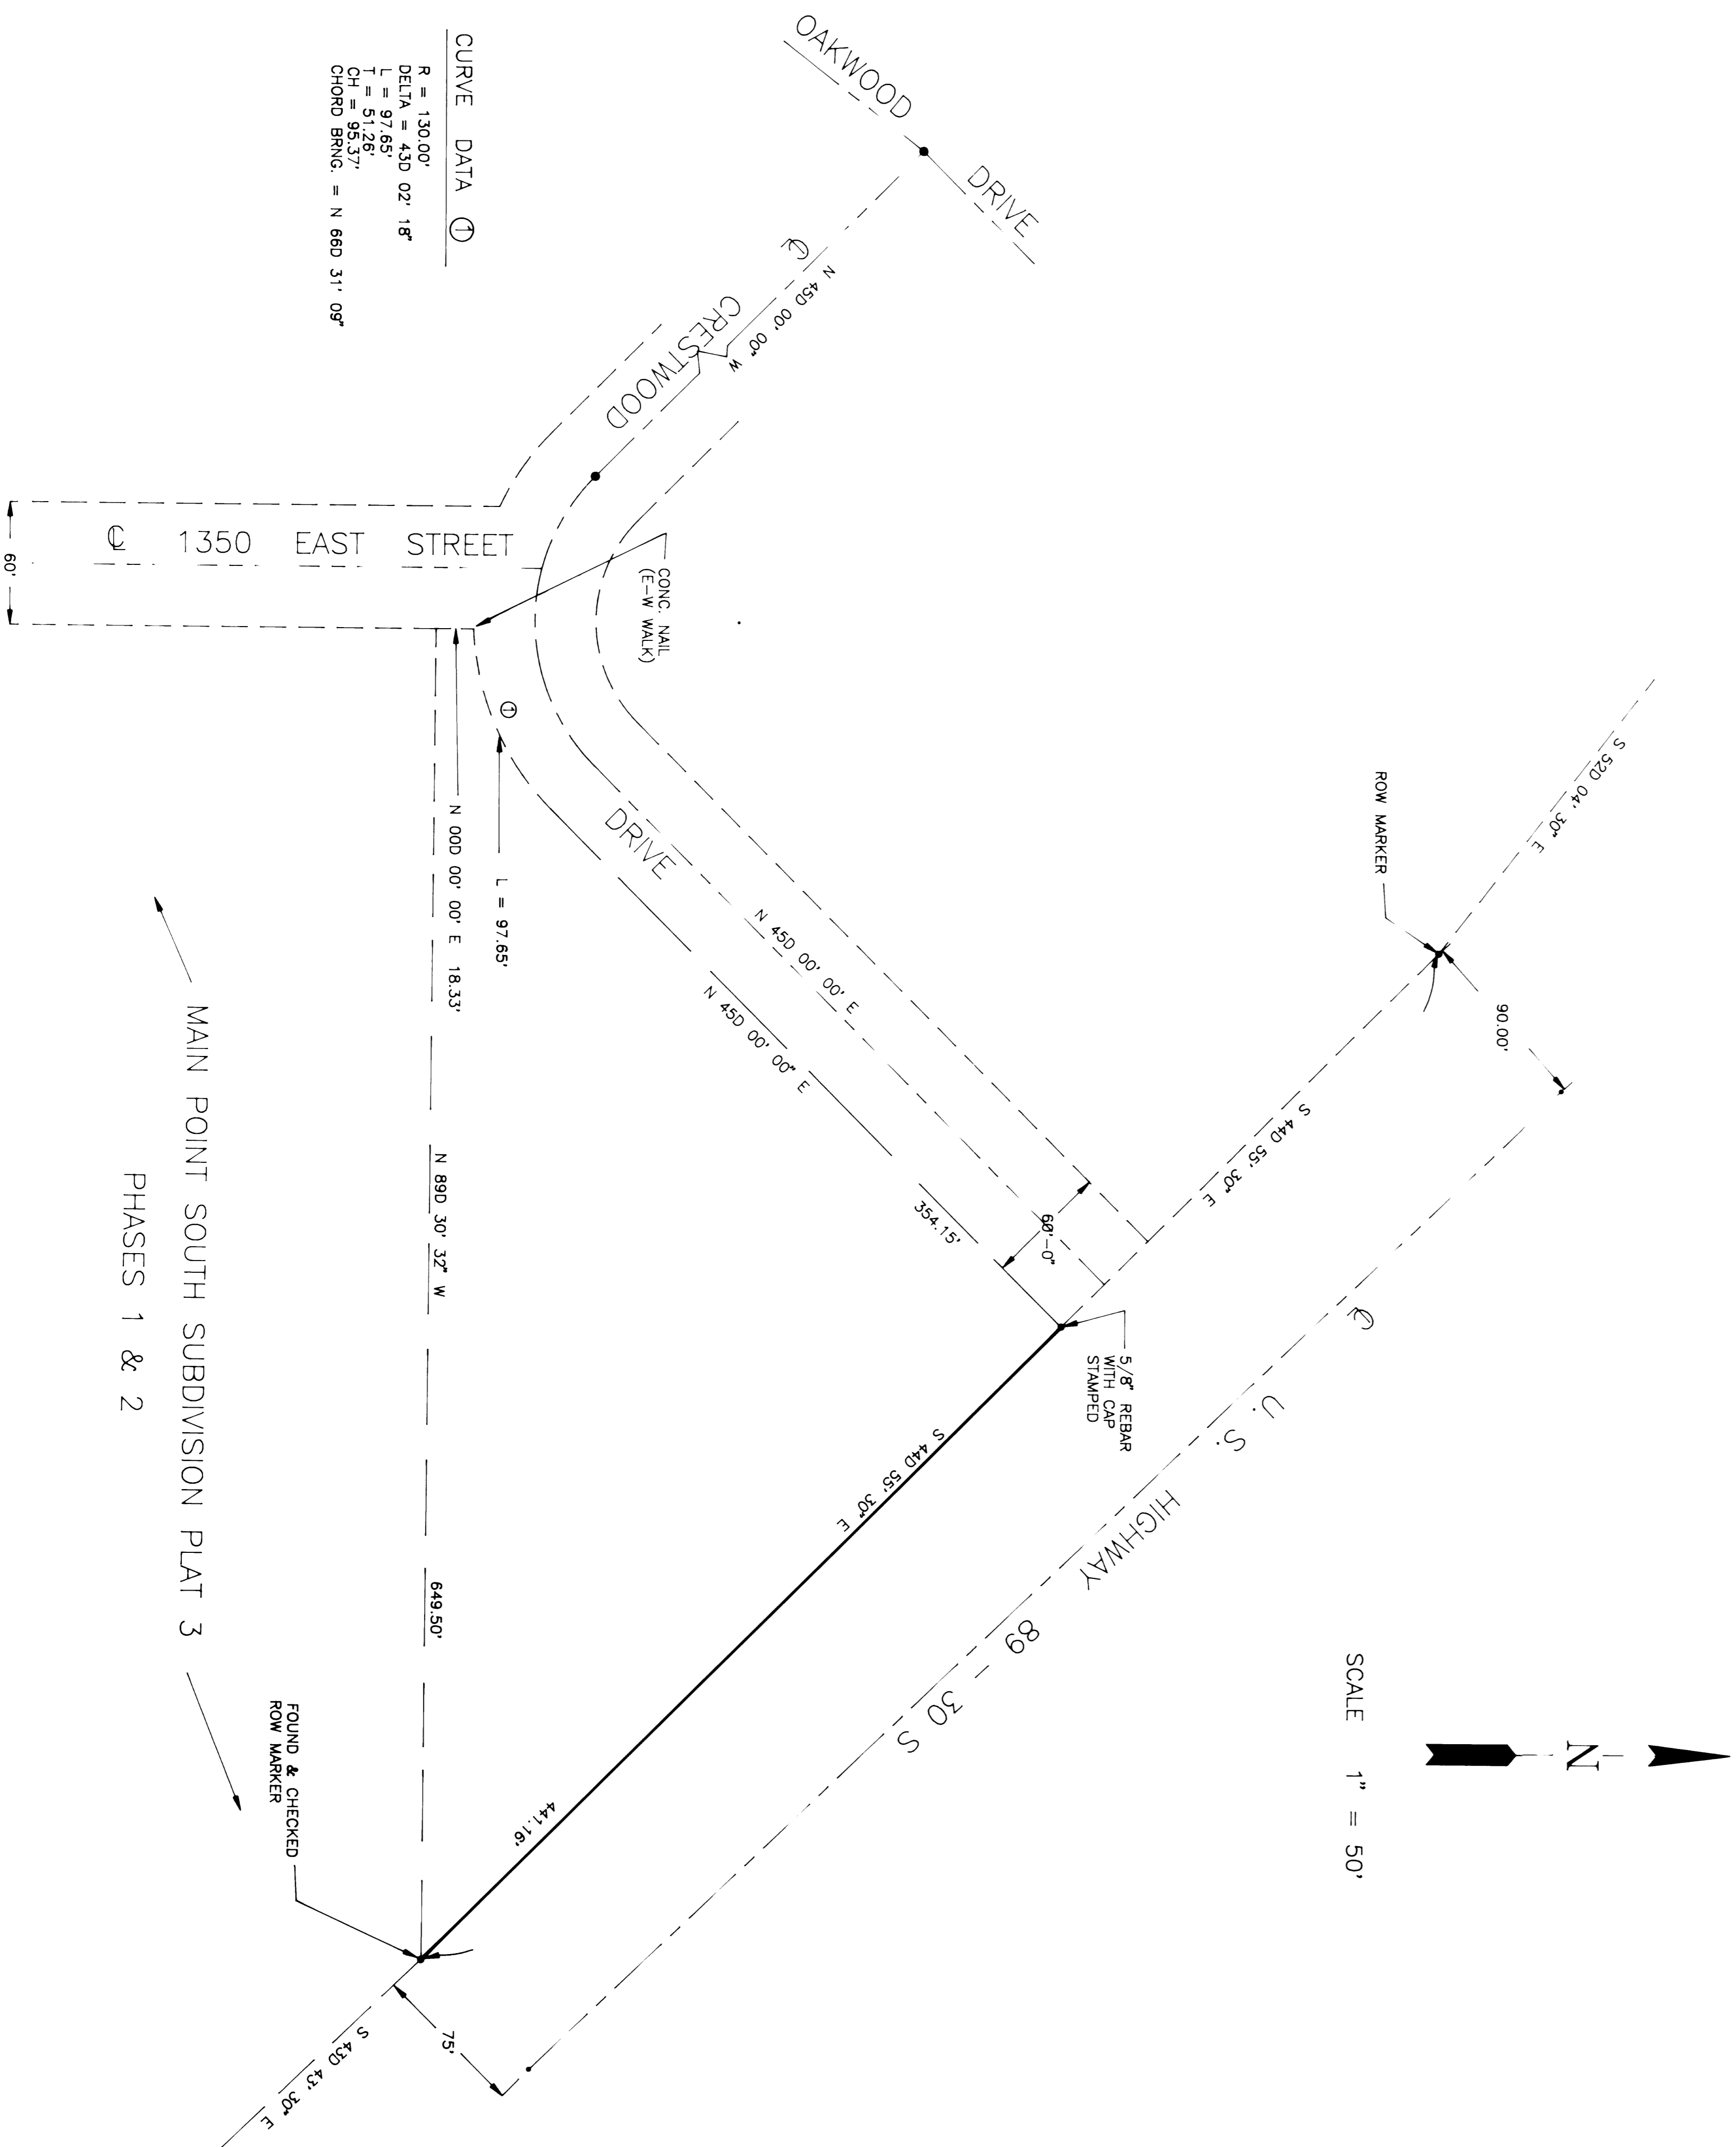 OAKWOOD
DRIVE
CURVE DATA ①
R = 130.00'
DELTA = 43D 02' 18"
L = 97.65'
T = 51.26'
CH = 95.37'
CHORD BRNG. = N 66D 31' 09"
℄
N 45D 00' 00" W
CRESTWOOD
℄ 1350 EAST STREET
60'
CONC. NAIL
(E-W WALK)
①
L = 97.65'
N 00D 00' 00' E 18.33'
DRIVE
N 45D 00' 00' E
N 45D 00' 00" E
354.15'
60'-0"
S 52D 04' 30" E
ROW MARKER
90.00'
S 44D 55' 30" E
5/8" REBAR
WITH CAP
STAMPED
℄
U. S. HIGHWAY 89 - 30 S
S 44D 55' 30" E
441.16'
N 89D 30' 32" W
649.50'
MAIN POINT SOUTH SUBDIVISION PLAT 3
PHASES 1 & 2
FOUND & CHECKED
ROW MARKER
75'
S 43D 43' 30" E
SCALE 1" = 50'
N